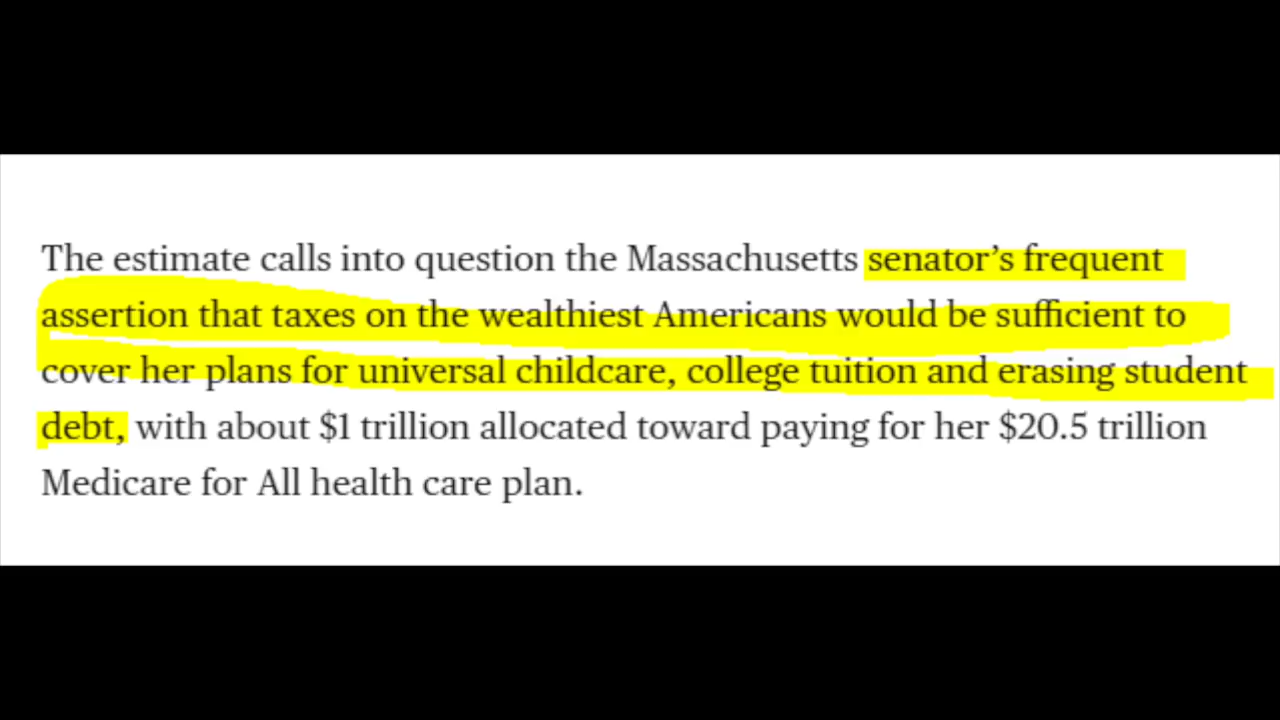 The estimate calls into question the Massachusetts senator’s frequent
assertion that taxes on the wealthiest Americans would be sufficient to
cover her plans for universal childcare, college tuition and erasing student
debt, with about $1 trillion allocated toward paying for her $20.5 trillion
Medicare for All health care plan.